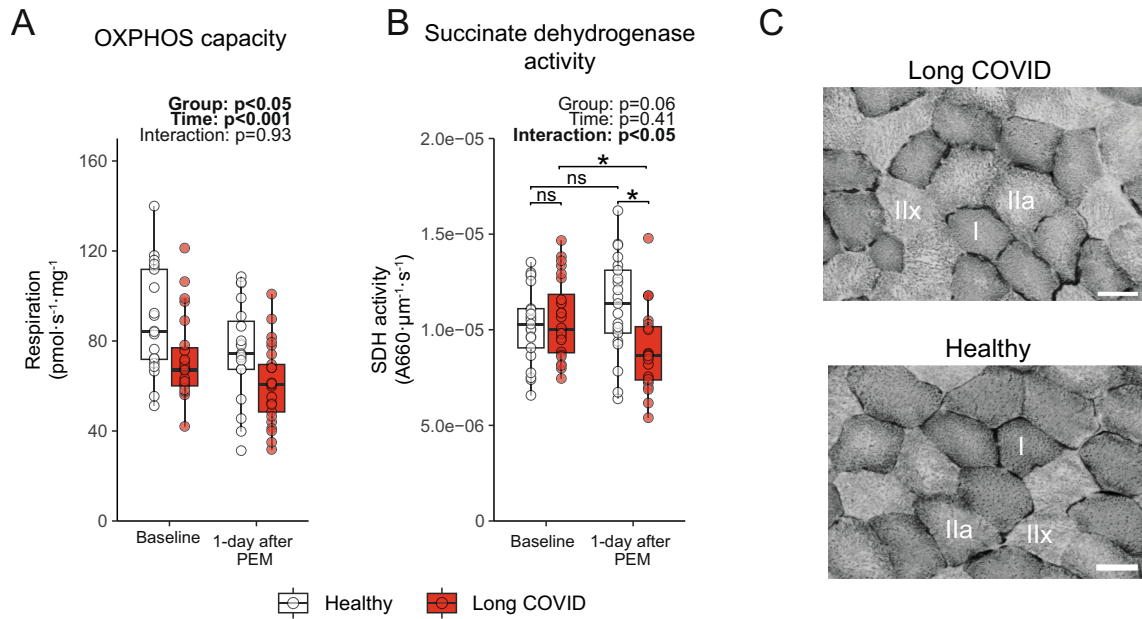 A
OXPHOS capacity
Group: p<0.05
Time: p<0.001
Interaction: p=0.93
Respiration
(pmol·s⁻¹·mg⁻¹)
160
120
80
40
0
Baseline
1-day after
PEM
B
Succinate dehydrogenase
activity
Group: p=0.06
Time: p=0.41
Interaction: p<0.05
SDH activity
(A660·μm⁻¹·s⁻¹)
2.0e-05
1.5e-05
1.0e-05
5.0e-06
0
*
ns
ns
*
Baseline
1-day after
PEM
Healthy
Long COVID
C
Long COVID
IIx
IIa
I
Healthy
I
IIa
IIx